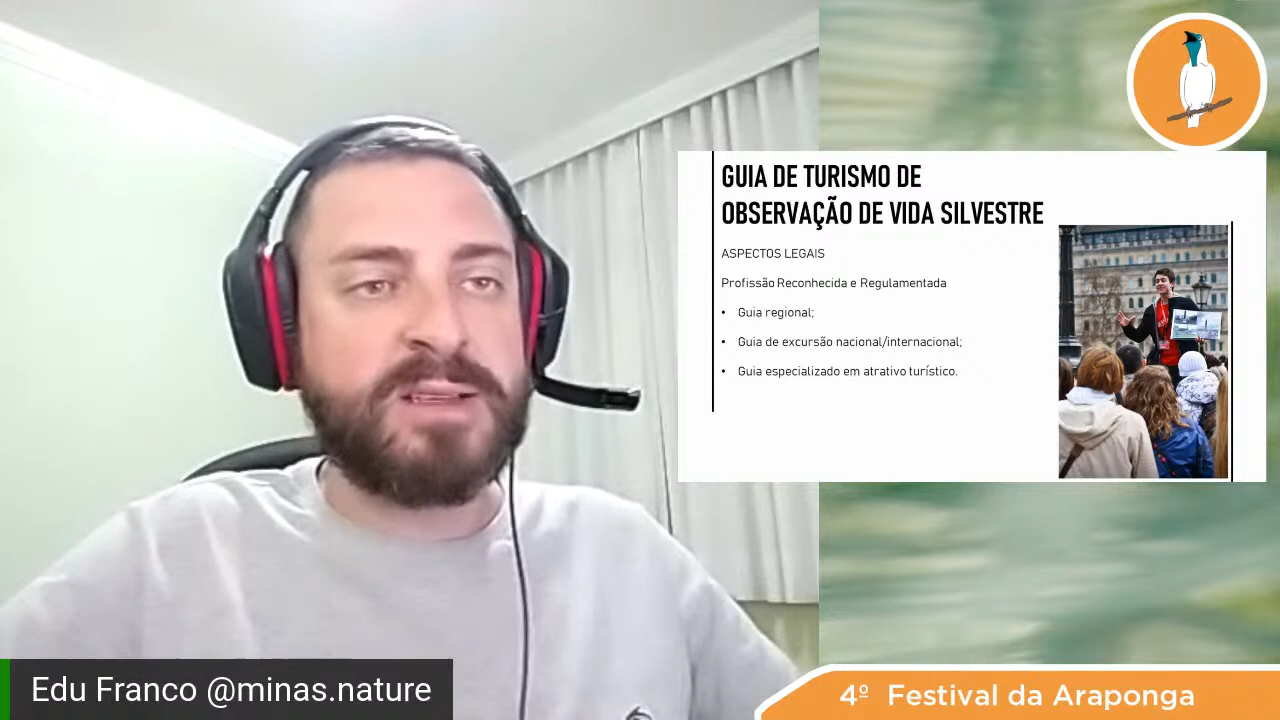 GUIA DE TURISMO DE
OBSERVAÇÃO DE VIDA SILVESTRE
ASPECTOS LEGAIS
Profissão Reconhecida e Regulamentada
• Guia regional;
• Guia de excursão nacional/internacional;
• Guia especializado em atrativo turístico.
Edu Franco @minas.nature
4º Festival da Araponga